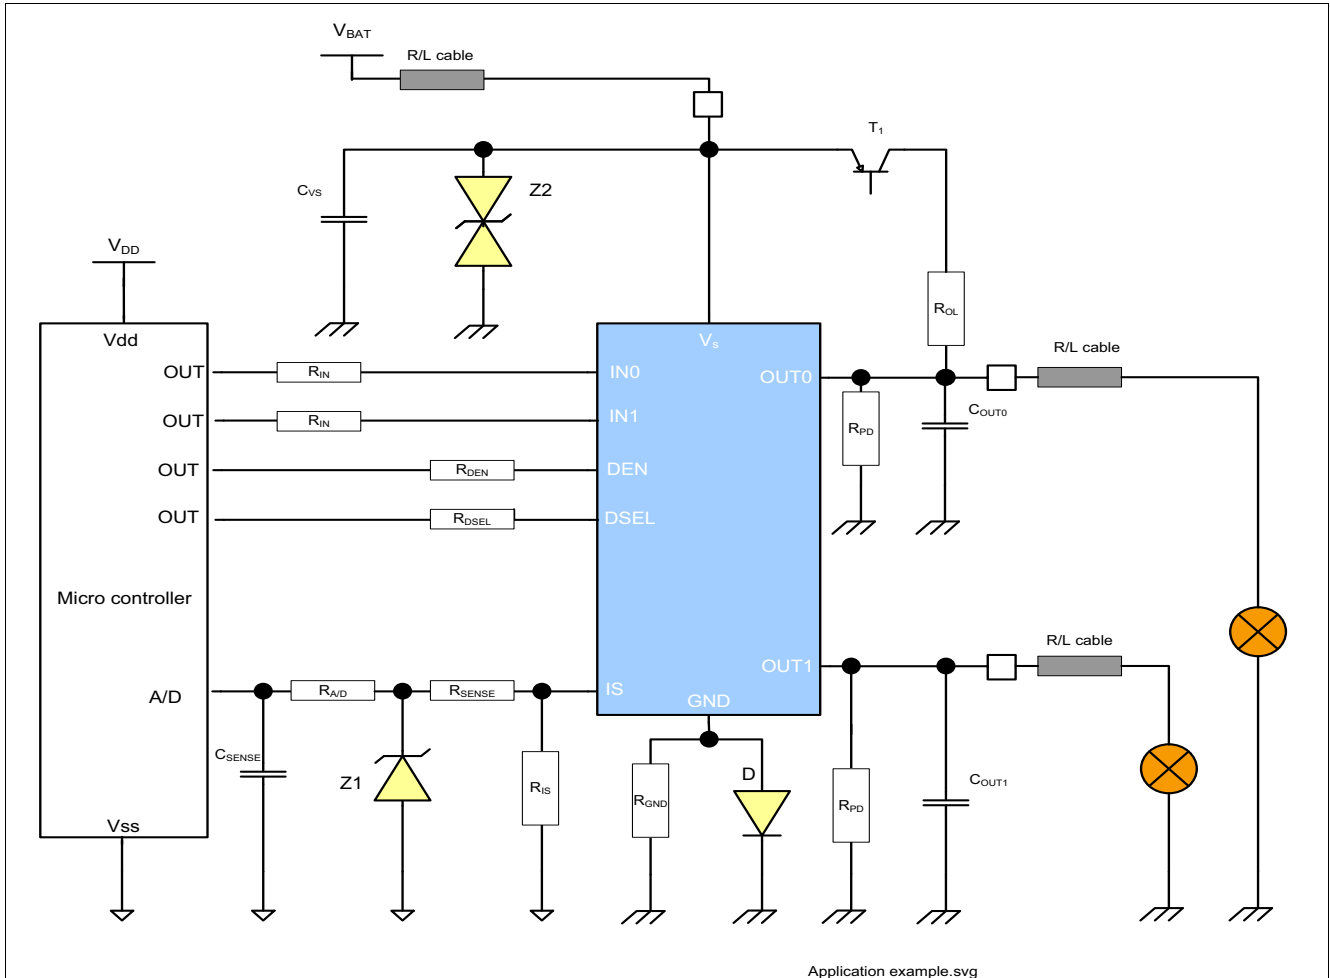 VBAT
R/L cable
T1
CVS
Z2
VDD
ROL
Vdd
Vs
R/L cable
OUT
RIN
IN0
OUT0
COUT0
OUT
RIN
IN1
RPD
OUT
RDEN
DEN
OUT
RDSEL
DSEL
Micro controller
R/L cable
OUT1
A/D
RA/D
RSENSE
IS
GND
CSENSE
Z1
RIS
RGND
D
RPD
COUT1
Vss
Application example.svg